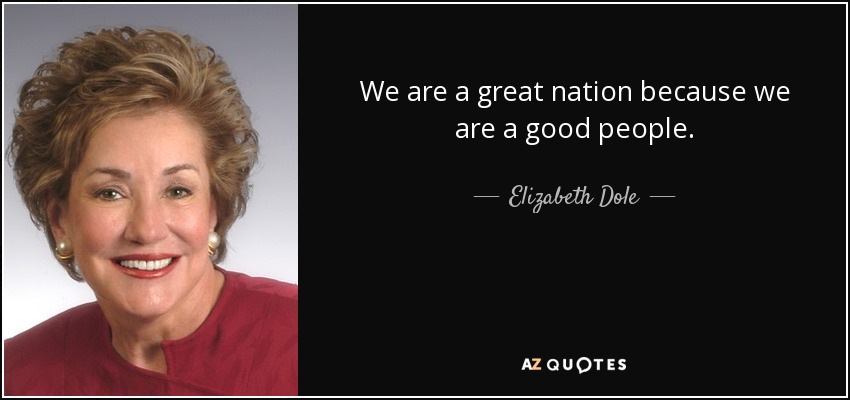 We are a great nation because we
are a good people.
Elizabeth Dole
AZ QUOTES